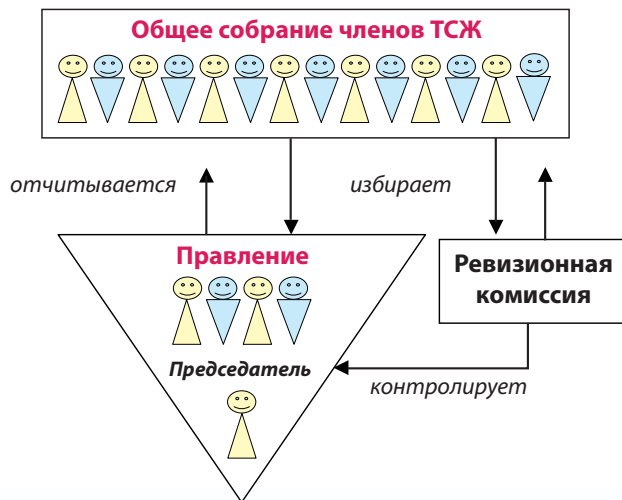 Общее собрание членов ТСЖ
отчитывается
избирает
Правление
Ревизионная
комиссия
Председатель
контролирует